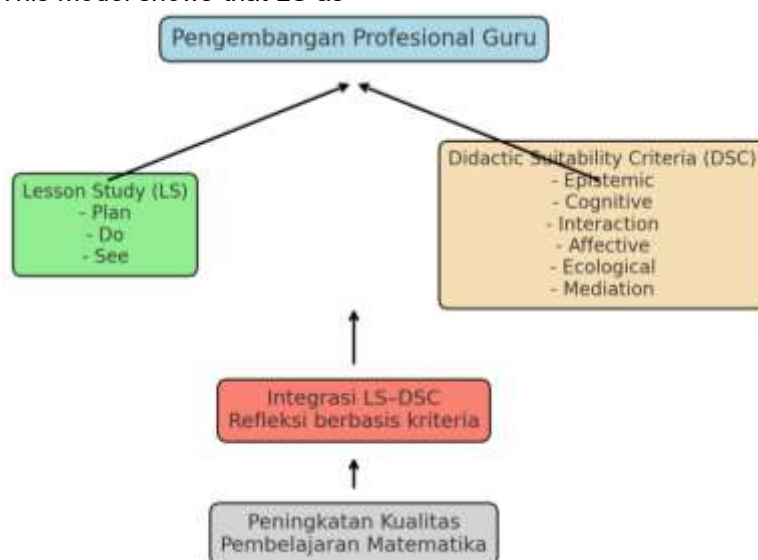 This model shows that LS as
Pengembangan Profesional Guru
Lesson Study (LS)
- Plan
- Do
- See
Didactic Suitability Criteria (DSC)
- Epistemic
- Cognitive
- Interaction
- Affective
- Ecological
- Mediation
Integrasi LS-DSC
Refleksi berbasis kriteria
Peningkatan Kualitas
Pembelajaran Matematika